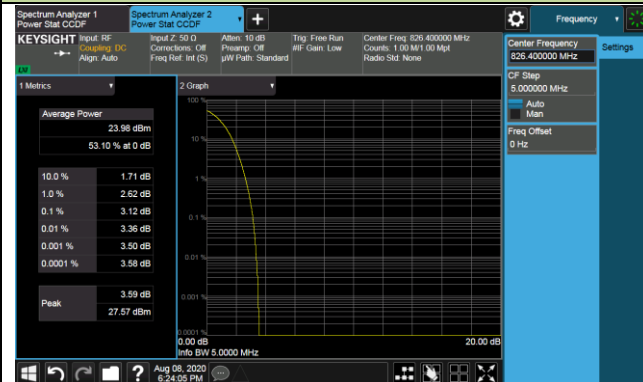 Spectrum Analyzer 1
Power Stat CCDF
Spectrum Analyzer 2
Power Stat CCDF
+
Frequency
KEYSIGHT
Input: RF
Coupling: DC
Align: Auto
Input Z: 50 Ω
Corrections: Off
Freq Ref: Int (S)
Atten: 10 dB
Preamp: Off
µW Path: Standard
Trig: Free Run
#IF Gain: Low
Center Freq: 826.400000 MHz
Counts: 1.00 M/1.00 Mpt
Radio Std: None
Center Frequency
826.400000 MHz
Settings
CF Step
5.000000 MHz
Auto
Man
Freq Offset
0 Hz
1 Metrics
2 Graph
Average Power
23.98 dBm
53.10 % at 0 dB
10.0 % 1.71 dB
1.0 % 2.62 dB
0.1 % 3.12 dB
0.01 % 3.36 dB
0.001 % 3.50 dB
0.0001 % 3.58 dB
Peak
3.59 dB
27.57 dBm
100 %
10 %
1 %
0.1 %
0.01 %
0.001 %
0.0001 %
0.00 dB
20.00 dB
Info BW 5.0000 MHz
?
Aug 08, 2020
6:24:05 PM